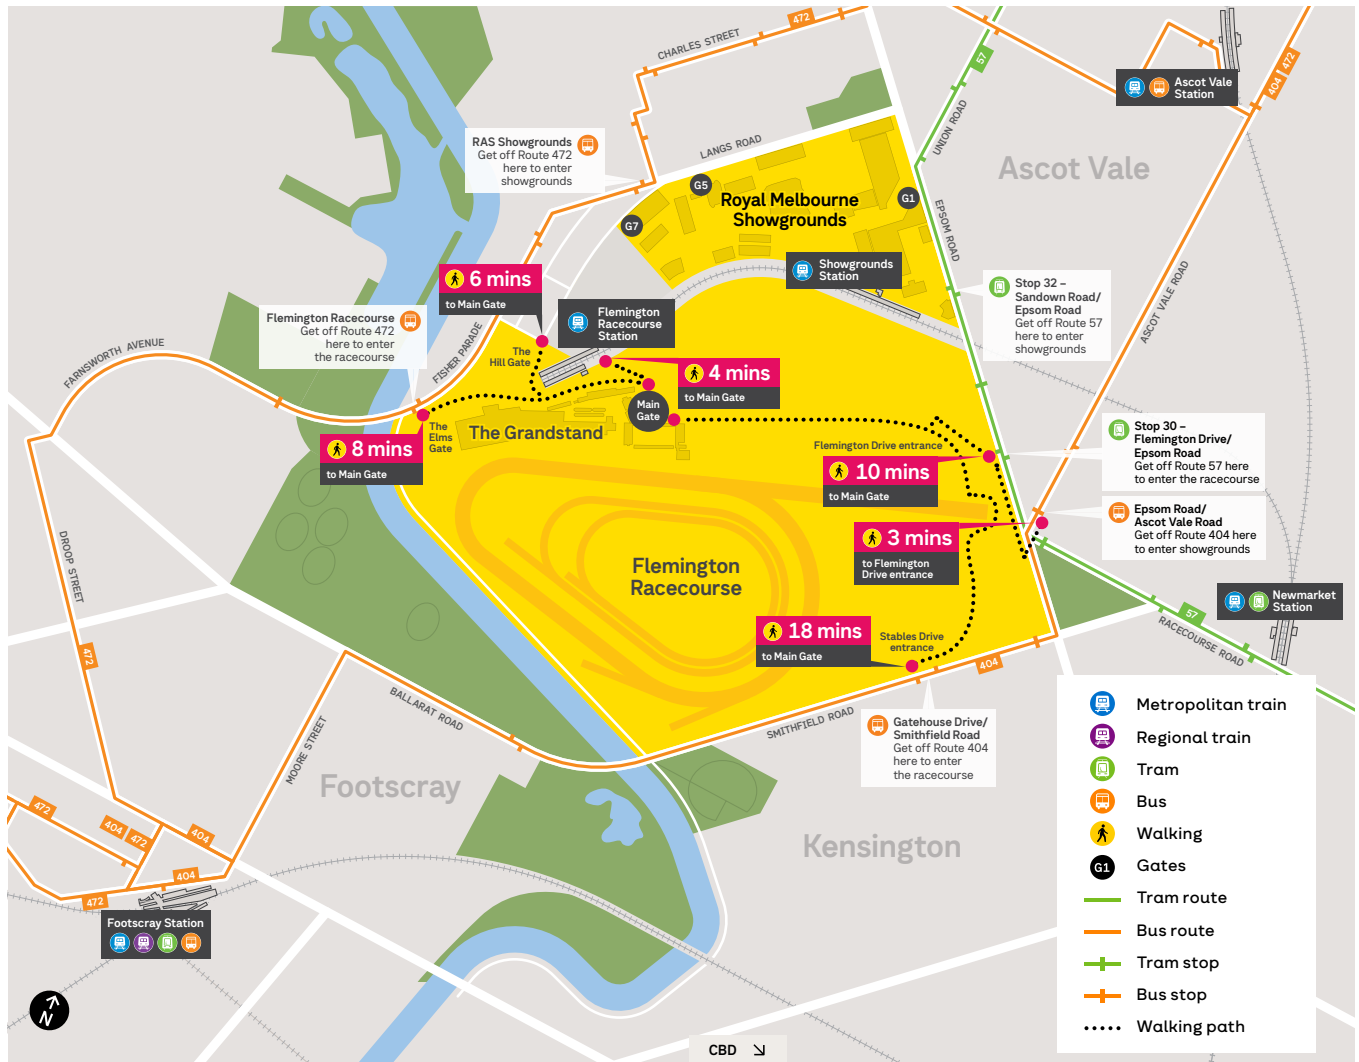 472
CHARLES STREET
57
404 | 472
Ascot Vale
Station
UNION ROAD
RAS Showgrounds
Get off Route 472
here to enter
showgrounds
LANGS ROAD
Ascot Vale
G5
G1
G7
Royal Melbourne
Showgrounds
EPSOM ROAD
Showgrounds
Station
6 mins
to Main Gate
Stop 32 –
Sandown Road/
Epsom Road
Get off Route 57
here to enter
showgrounds
ASCOT VALE ROAD
Flemington Racecourse
Get off Route 472
here to enter
the racecourse
Flemington
Racecourse
Station
FARNSWORTH AVENUE
FISHER PARADE
The
Hill Gate
4 mins
to Main Gate
Main
Gate
The
Elms
Gate
The Grandstand
8 mins
to Main Gate
Flemington Drive entrance
10 mins
to Main Gate
Stop 30 –
Flemington Drive/
Epsom Road
Get off Route 57 here
to enter the racecourse
3 mins
to Flemington
Drive entrance
Epsom Road/
Ascot Vale Road
Get off Route 404 here
to enter showgrounds
DROOP STREET
Flemington
Racecourse
57
Newmarket
Station
RACECOURSE ROAD
18 mins
to Main Gate
Stables Drive
entrance
404
472
BALLARAT ROAD
SMITHFIELD ROAD
Gatehouse Drive/
Smithfield Road
Get off Route 404
here to enter
the racecourse
MOORE STREET
Footscray
Kensington
472
404
472
404
404
472
Footscray Station
N
CBD
Metropolitan train
Regional train
Tram
Bus
Walking
G1
Gates
Tram route
Bus route
Tram stop
Bus stop
Walking path